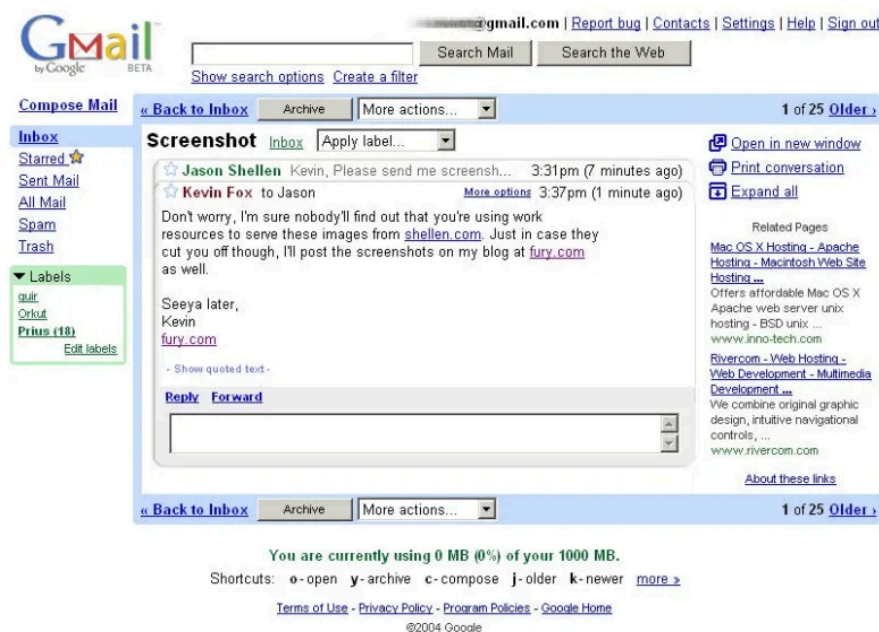 @gmail.com | Report bug | Contacts | Settings | Help | Sign out
Gmail
by Google BETA
Search Mail Search the Web
Show search options Create a filter
Compose Mail
Inbox
Starred
Sent Mail
All Mail
Spam
Trash
Labels
quir
Orkut
Prius (18)
Edit labels
« Back to Inbox Archive More actions... 1 of 25 Older ›
Screenshot Inbox Apply label...
Jason Shellen Kevin, Please send me screensh... 3:31pm (7 minutes ago)
Kevin Fox to Jason More options 3:37pm (1 minute ago)
Don't worry, I'm sure nobody'll find out that you're using work
resources to serve these images from shellen.com. Just in case they
cut you off though, I'll post the screenshots on my blog at fury.com
as well.
Seeya later,
Kevin
fury.com
- Show quoted text -
Reply Forward
Open in new window
Print conversation
Expand all
Related Pages
Mac OS X Hosting - Apache
Hosting - Macintosh Web Site
Hosting ...
Offers affordable Mac OS X
Apache web server unix
hosting - BSD unix ...
www.inno-tech.com
Rivercom - Web Hosting -
Web Development - Multimedia
Development ...
We combine original graphic
design, intuitive navigational
controls, ...
www.rivercom.com
About these links
« Back to Inbox Archive More actions... 1 of 25 Older ›
You are currently using 0 MB (0%) of your 1000 MB.
Shortcuts: o - open y - archive c - compose j - older k - newer more »
Terms of Use - Privacy Policy - Program Policies - Google Home
©2004 Google